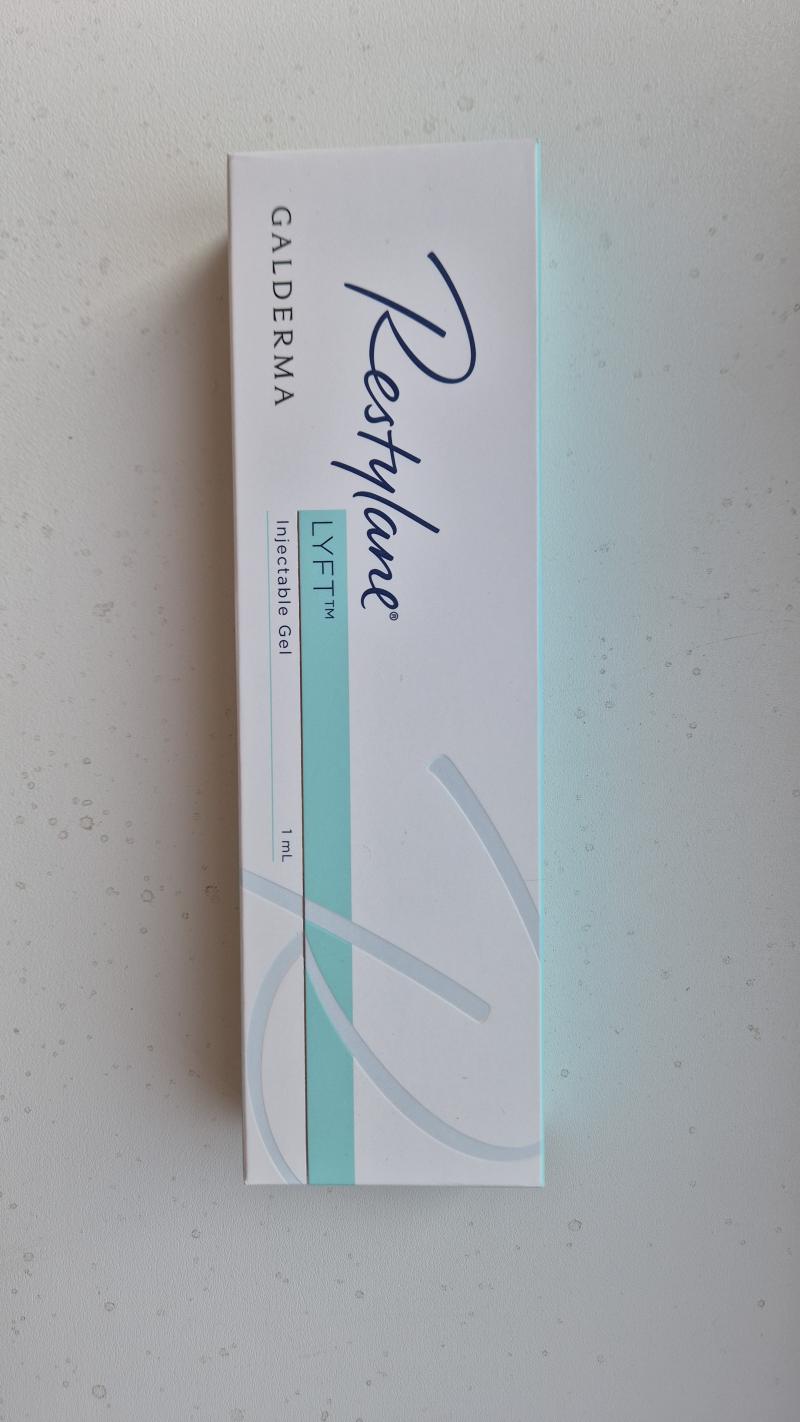 Restylane®
LYFT™
Injectable Gel 1 mL
GALDERMA